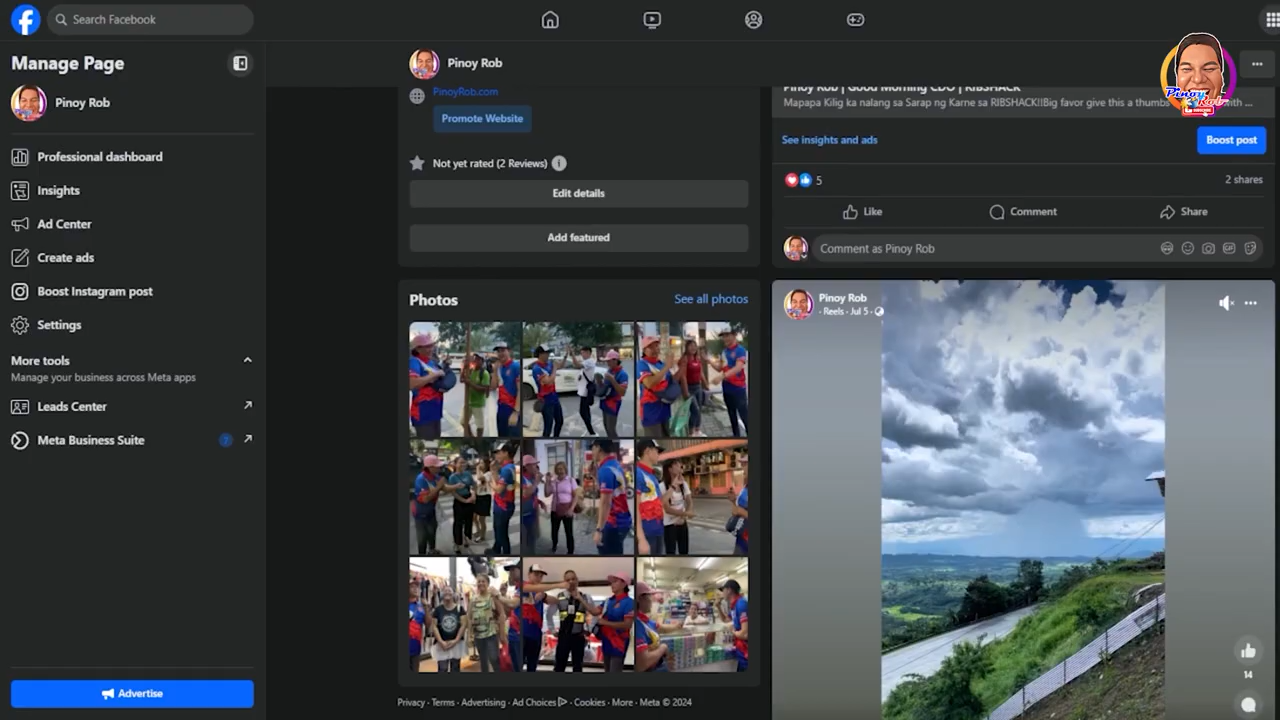 Search Facebook
Manage Page
Pinoy Rob
Professional dashboard
Insights
Ad Center
Create ads
Boost Instagram post
Settings
More tools
Manage your business across Meta apps
Leads Center
Meta Business Suite
?
Advertise
Pinoy Rob
PinoyRob.com
Promote Website
Not yet rated (2 Reviews)
Edit details
Add featured
Photos
See all photos
Privacy · Terms · Advertising · Ad Choices · Cookies · More · Meta © 2024
Pinoy Rob | Good Morning CDO | RIBSHACK
Mapapa Kilig ka nalang sa Sarap ng Karne sa RIBSHACK!!Big favor give this a thumbs with ...
Pinoy Rob
See insights and ads
Boost post
5
2 shares
Like
Comment
Share
Comment as Pinoy Rob
GIF
Pinoy Rob
· Reels · Jul 5 ·
14